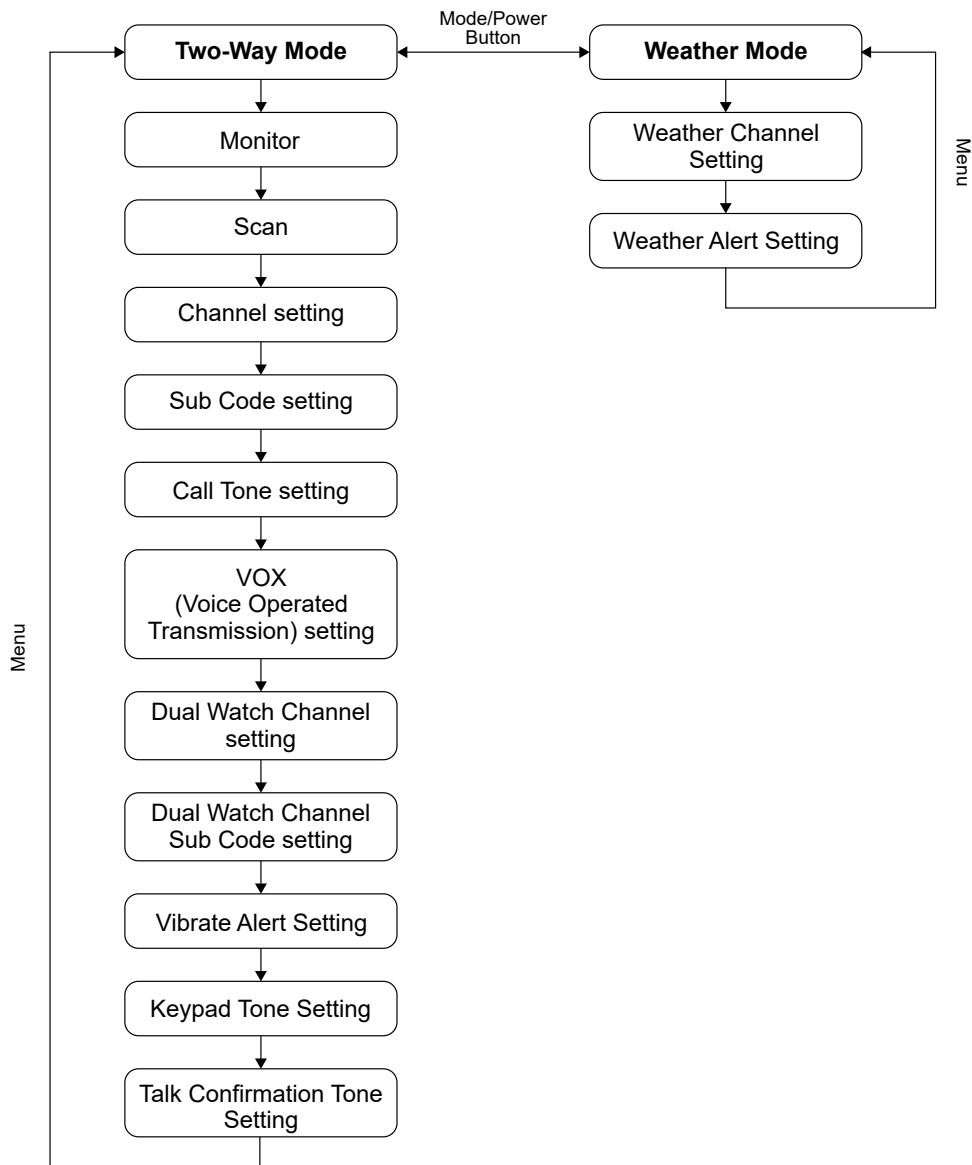 Two-Way Mode
Mode/Power
Button
Weather Mode
Monitor
Scan
Channel setting
Sub Code setting
Call Tone setting
VOX
(Voice Operated
Transmission) setting
Dual Watch Channel
setting
Dual Watch Channel
Sub Code setting
Vibrate Alert Setting
Keypad Tone Setting
Talk Confirmation Tone
Setting
Menu
Weather Channel
Setting
Weather Alert Setting
Menu